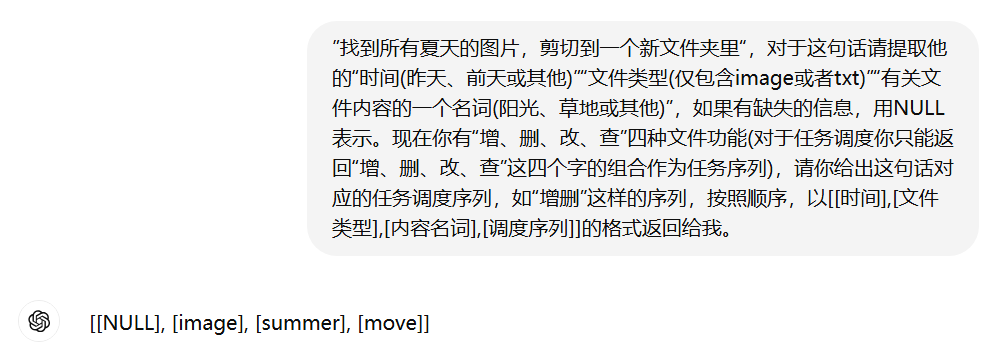 ”找到所有夏天的图片，剪切到一个新文件夹里“，对于这句话请提取他
的“时间(昨天、前天或其他)”“文件类型(仅包含image或者txt)”“有关文
件内容的一个名词(阳光、草地或其他)”，如果有缺失的信息，用NULL
表示。现在你有“增、删、改、查”四种文件功能(对于任务调度你只能返
回“增、删、改、查”这四个字的组合作为任务序列)，请你给出这句话对
应的任务调度序列，如“增删”这样的序列，按照顺序，以[[时间],[文件
类型],[内容名词],[调度序列]]的格式返回给我。
[[NULL], [image], [summer], [move]]